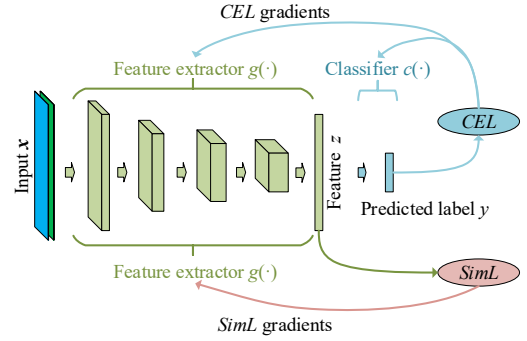 CEL gradients
Feature extractor g(·)
Classifier c(·)
CEL
Input x
Feature z
Predicted label y
Feature extractor g(·)
SimL
SimL gradients